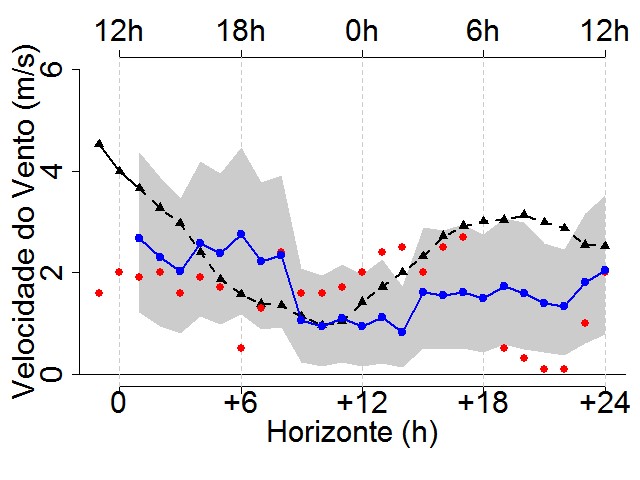 12h 18h 0h 6h 12h
Velocidade do Vento (m/s)
6
4
2
0
0 +6 +12 +18 +24
Horizonte (h)